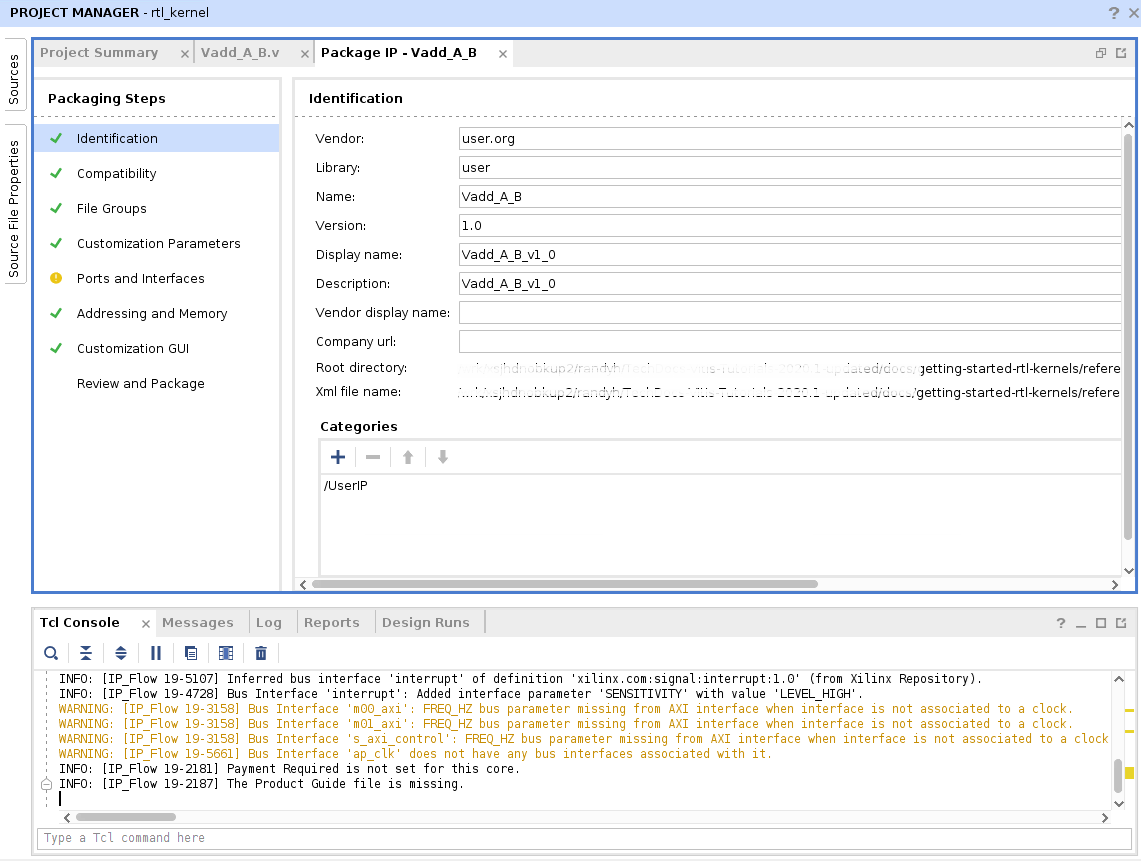 PROJECT MANAGER - rtl_kernel
? ×
Sources
Source File Properties
Project Summary × Vadd_A_B.v × Package IP - Vadd_A_B ×
Packaging Steps
Identification
Compatibility
File Groups
Customization Parameters
Ports and Interfaces
Addressing and Memory
Customization GUI
Review and Package
Identification
Vendor: user.org
Library: user
Name: Vadd_A_B
Version: 1.0
Display name: Vadd_A_B_v1_0
Description: Vadd_A_B_v1_0
Vendor display name:
Company url:
Root directory: getting-started-rtl-kernels/refere
Xml file name: getting-started-rtl-kernels/refere
Categories
/UserIP
Tcl Console × Messages Log Reports Design Runs
?
INFO: [IP_Flow 19-5107] Inferred bus interface 'interrupt' of definition 'xilinx.com:signal:interrupt:1.0' (from Xilinx Repository).
INFO: [IP_Flow 19-4728] Bus Interface 'interrupt': Added interface parameter 'SENSITIVITY' with value 'LEVEL_HIGH'.
WARNING: [IP_Flow 19-3158] Bus Interface 'm00_axi': FREQ_HZ bus parameter missing from AXI interface when interface is not associated to a clock.
WARNING: [IP_Flow 19-3158] Bus Interface 'm01_axi': FREQ_HZ bus parameter missing from AXI interface when interface is not associated to a clock.
WARNING: [IP_Flow 19-3158] Bus Interface 's_axi_control': FREQ_HZ bus parameter missing from AXI interface when interface is not associated to a clock
WARNING: [IP_Flow 19-5661] Bus Interface 'ap_clk' does not have any bus interfaces associated with it.
INFO: [IP_Flow 19-2181] Payment Required is not set for this core.
INFO: [IP_Flow 19-2187] The Product Guide file is missing.
Type a Tcl command here